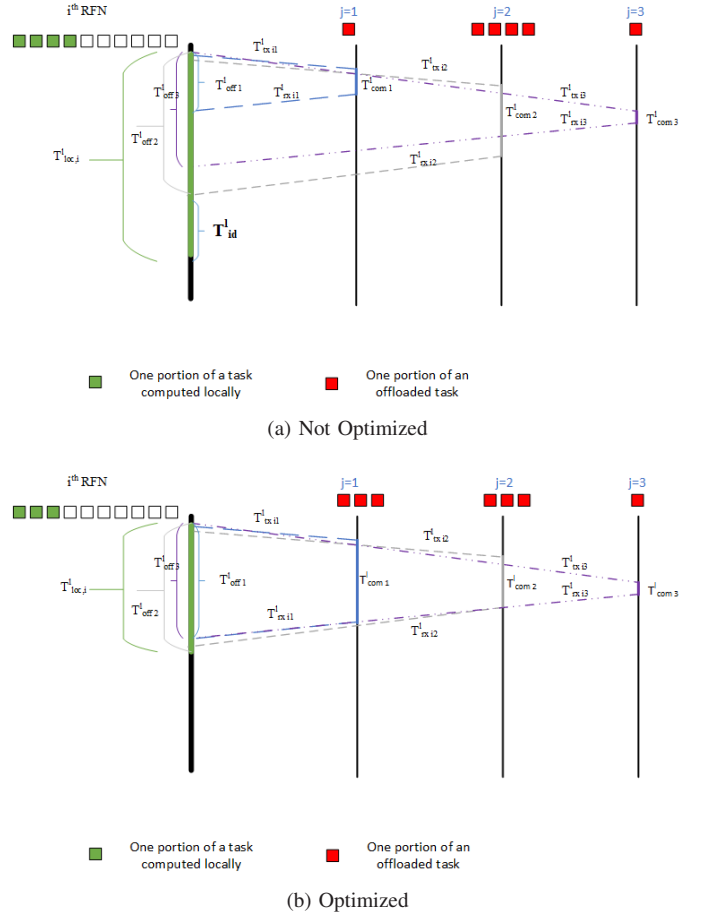 i^th RFN
j=1
j=2
j=3
T^l_tx i1
T^l_tx i2
T^l_off 3
T^l_off 1
T^l_rx i1
T^l_com 1
T^l_tx i3
T^l_com 2
T^l_rx i3
T^l_com 3
T^l_off 2
T^l_loc,i
T^l_rx i2
T^l_id
One portion of a task
computed locally
One portion of an
offloaded task
(a) Not Optimized
i^th RFN
j=1
j=2
j=3
T^l_tx i1
T^l_tx i2
T^l_off 3
T^l_off 1
T^l_com 1
T^l_com 2
T^l_tx i3
T^l_rx i3
T^l_com 3
T^l_loc,i
T^l_off 2
T^l_rx i1
T^l_rx i2
One portion of a task
computed locally
One portion of an
offloaded task
(b) Optimized